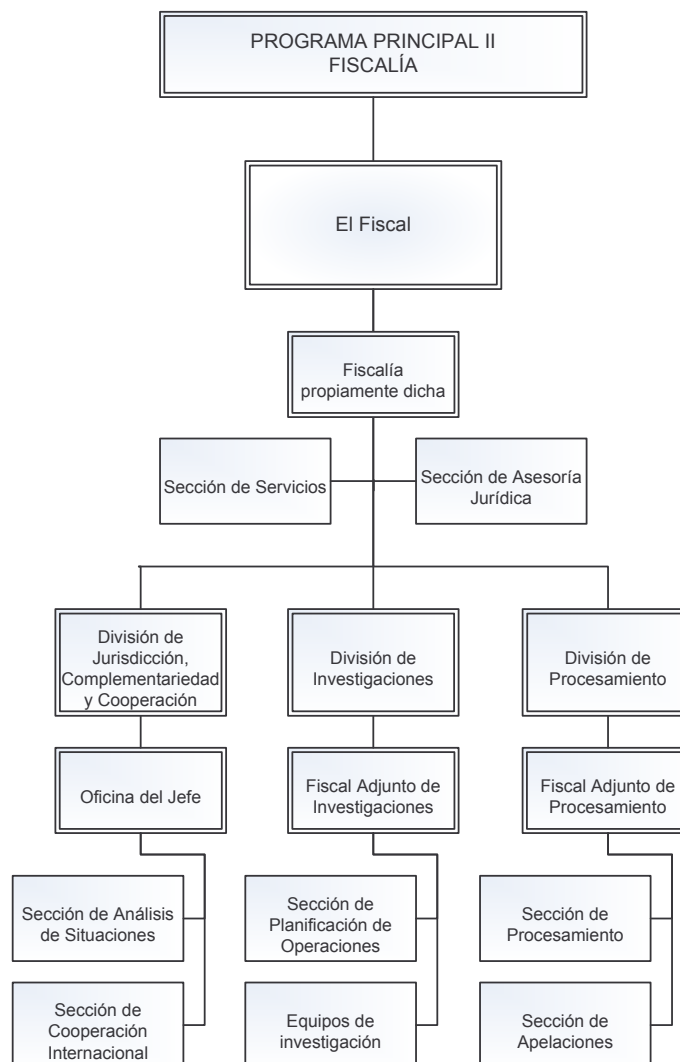 PROGRAMA PRINCIPAL II
FISCALÍA
El Fiscal
Fiscalía
propiamente dicha
Sección de Servicios
Sección de Asesoría
Jurídica
División de
Jurisdicción,
Complementariedad
y Cooperación
División de
Investigaciones
División de
Procesamiento
Oficina del Jefe
Fiscal Adjunto de
Investigaciones
Fiscal Adjunto de
Procesamiento
Sección de Análisis
de Situaciones
Sección de
Planificación de
Operaciones
Sección de
Procesamiento
Sección de
Cooperación
Internacional
Equipos de
investigación
Sección de
Apelaciones